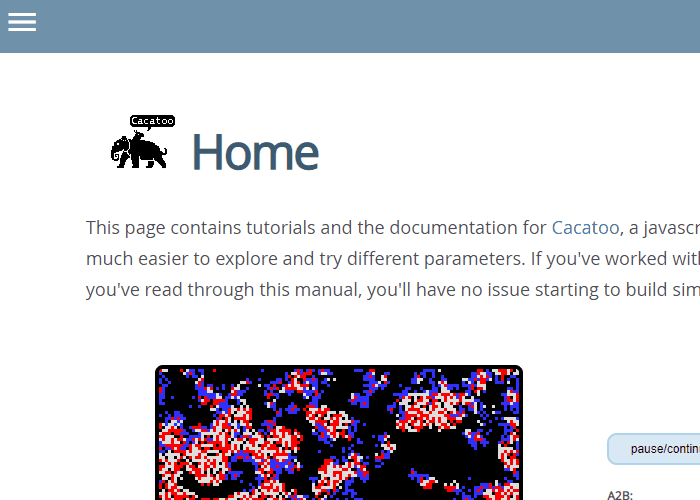 Cacatoo
Home
This page contains tutorials and the documentation for Cacatoo, a javascr
much easier to explore and try different parameters. If you've worked wit
you've read through this manual, you'll have no issue starting to build sim
pause/contin
A2B: